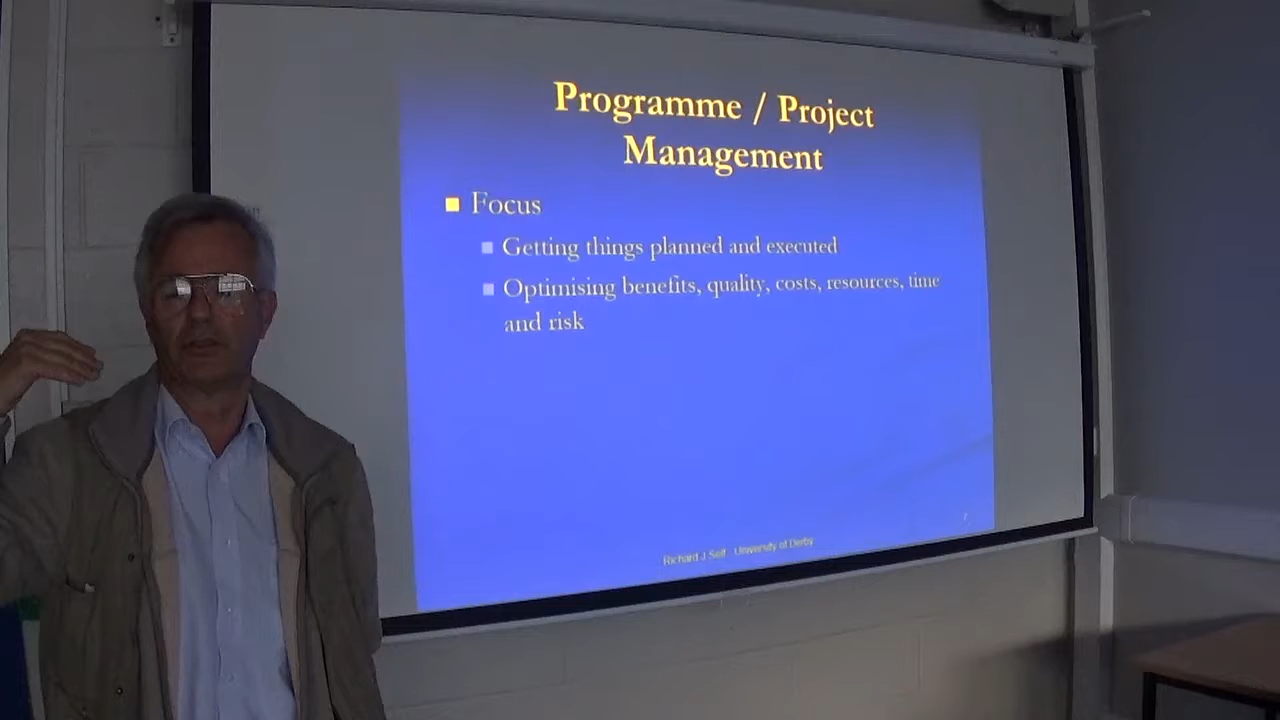 Programme / Project
Management
Focus
Getting things planned and executed
Optimising benefits, quality, costs, resources, time
and risk
Richard J Self - University of Derby